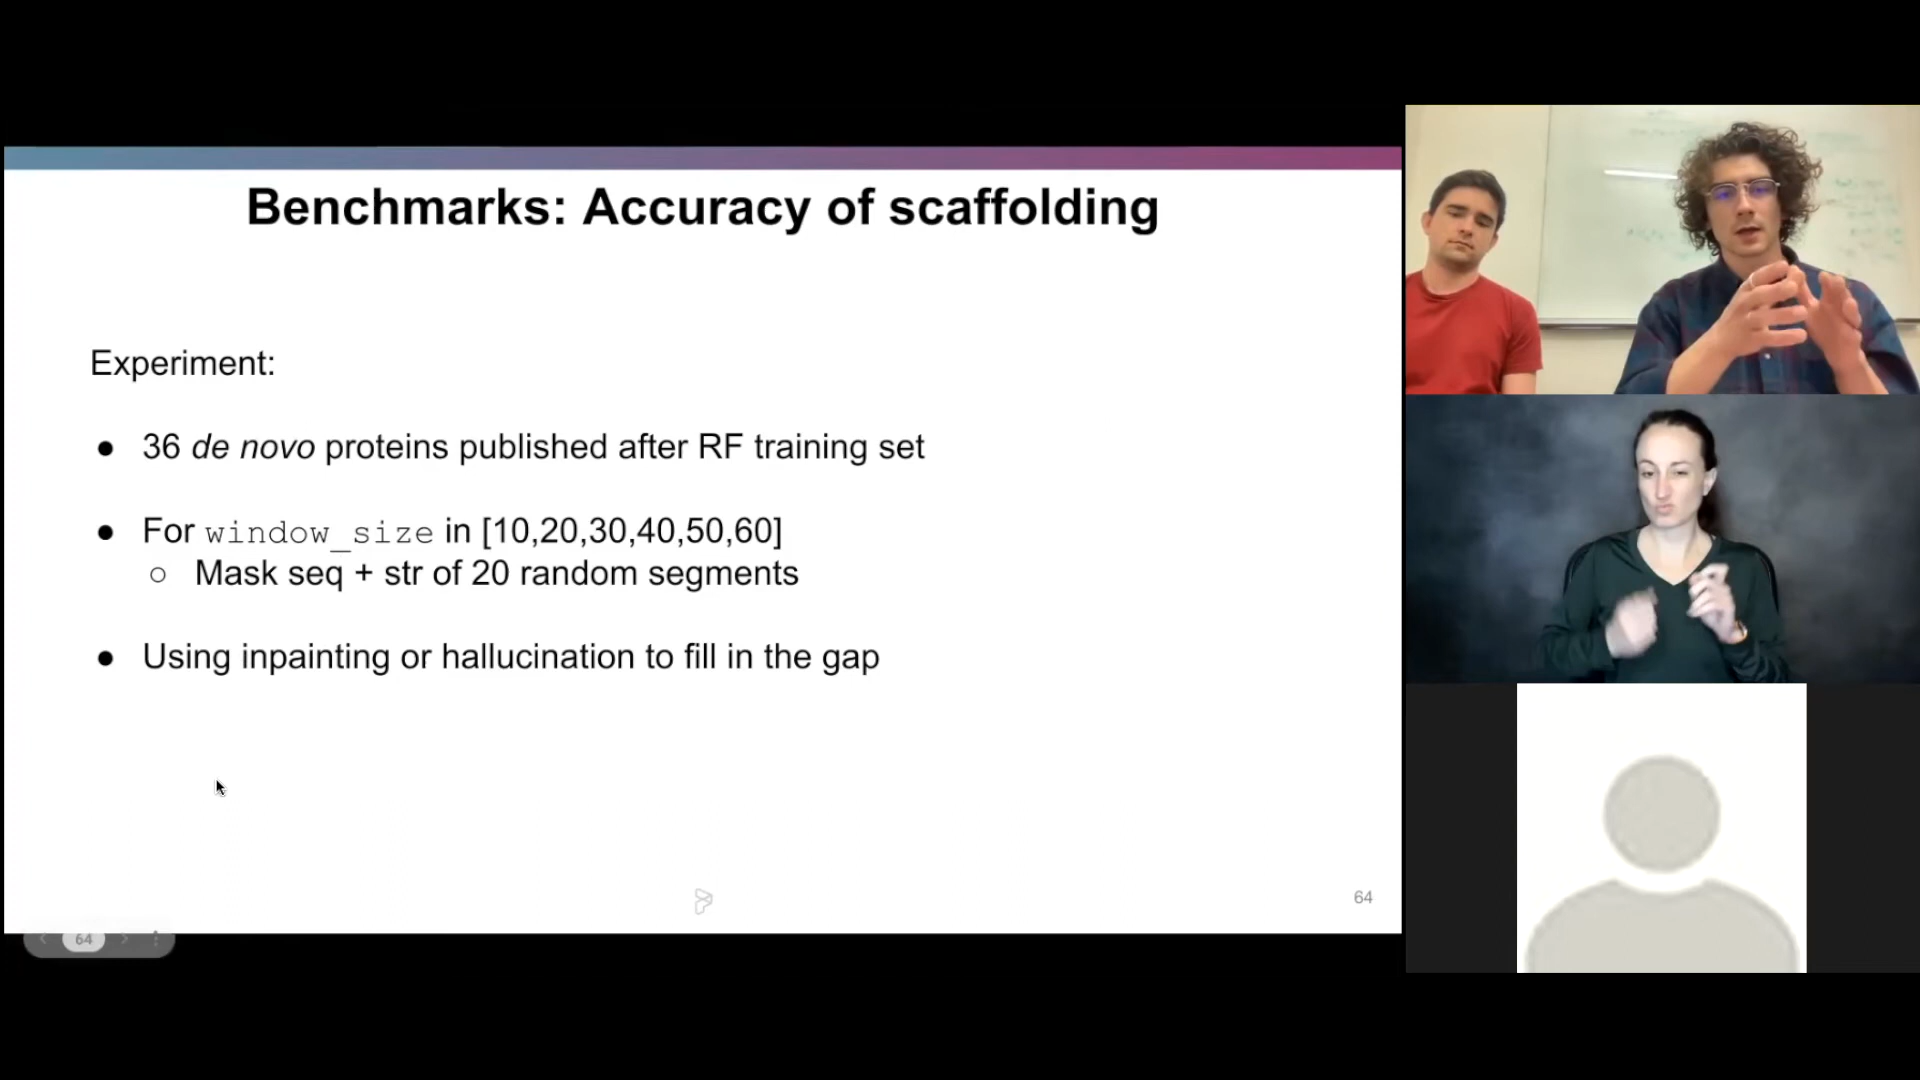 Benchmarks: Accuracy of scaffolding
Experiment:
● 36 de novo proteins published after RF training set
● For window_size in [10,20,30,40,50,60]
○ Mask seq + str of 20 random segments
● Using inpainting or hallucination to fill in the gap
64
64